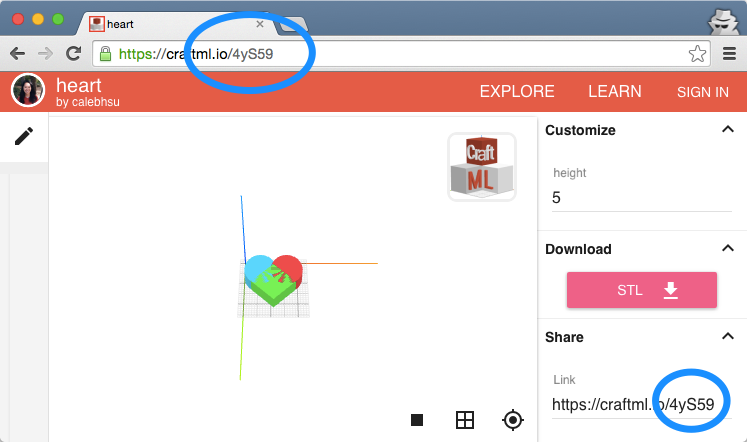 heart
https://craftml.io/4yS59
heart
by calebhsu
EXPLORE LEARN SIGN IN
Craft
ML
Customize
height
5
Download
STL
Share
Link
https://craftml.io/4yS59